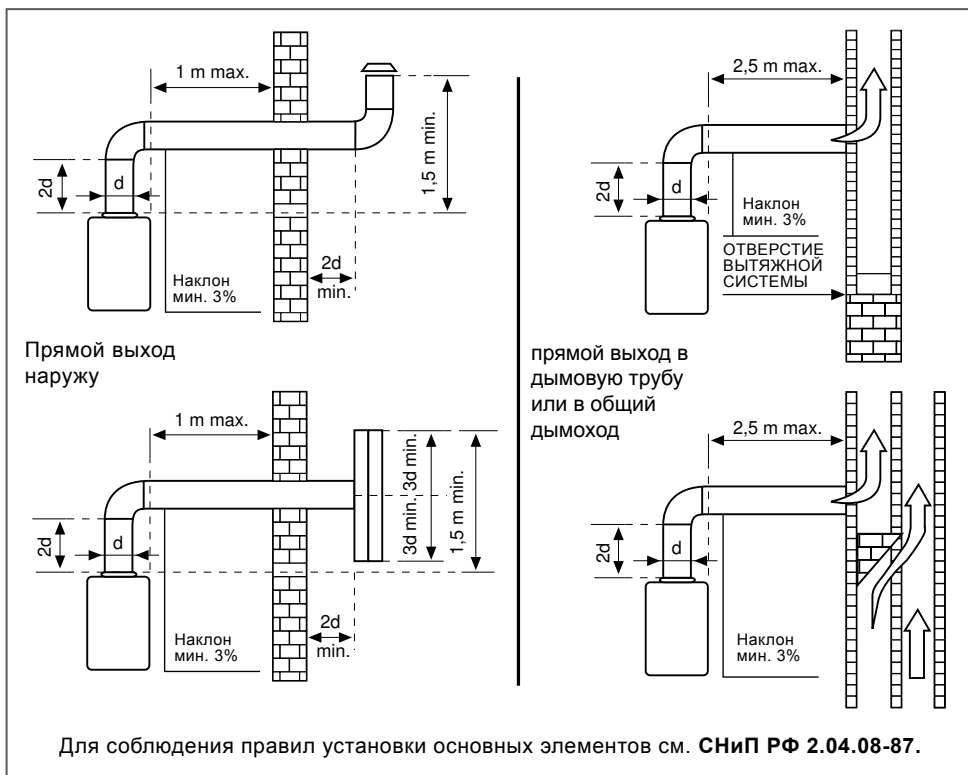 1 m max.
2d
d
1,5 m min.
Наклон
мин. 3%
2d
min.
Прямой выход
наружу
1 m max.
2d
d
3d min. 3d min.
1,5 m min.
Наклон
мин. 3%
2d
min.
2,5 m max.
2d
d
Наклон
мин. 3%
ОТВЕРСТИЕ
ВЫТЯЖНОЙ
СИСТЕМЫ
прямой выход в
дымовую трубу
или в общий
дымоход
2,5 m max.
2d
d
Наклон
мин. 3%
Для соблюдения правил установки основных элементов см. СНиП РФ 2.04.08-87.